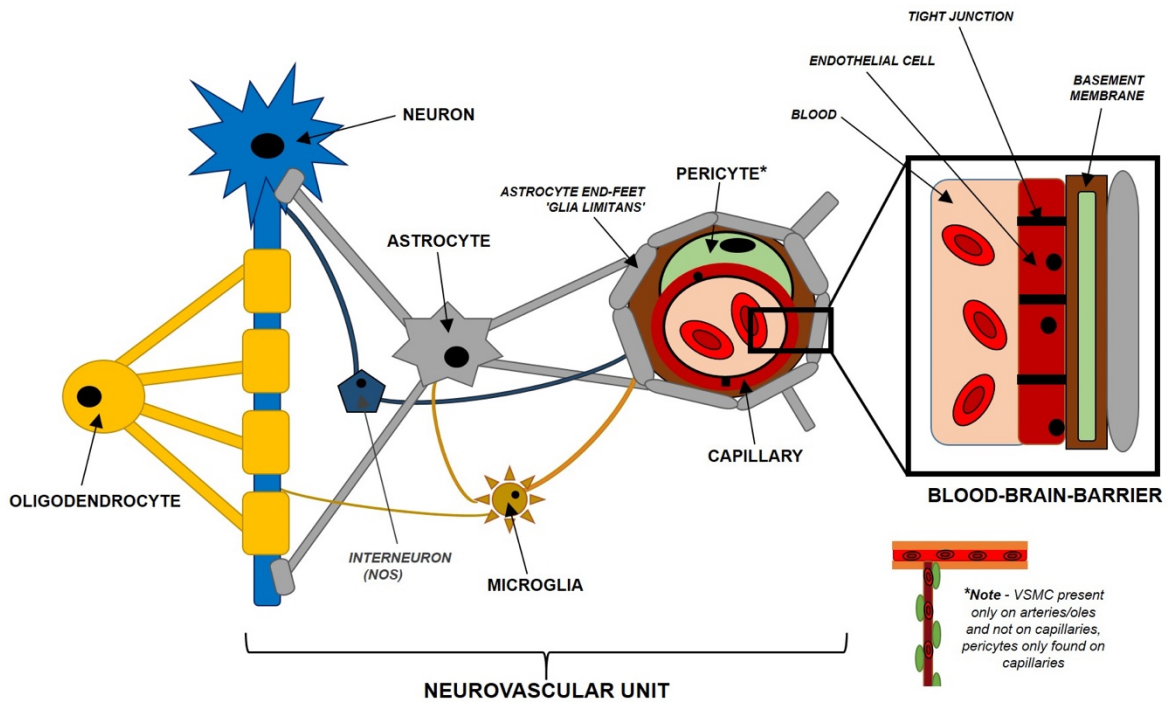 TIGHT JUNCTION
ENDOTHELIAL CELL
BASEMENT
MEMBRANE
BLOOD
NEURON
PERICYTE*
ASTROCYTE END-FEET
'GLIA LIMITANS'
ASTROCYTE
CAPILLARY
OLIGODENDROCYTE
BLOOD-BRAIN-BARRIER
INTERNEURON
(NOS)
MICROGLIA
*Note - VSMC present
only on arteries/oles
and not on capillaries,
pericytes only found on
capillaries
NEUROVASCULAR UNIT